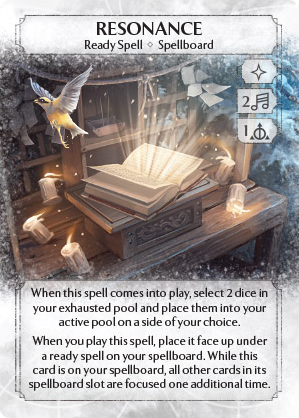 RESONANCE
Ready Spell ⟐ Spellboard
2
1
When this spell comes into play, select 2 dice in
your exhausted pool and place them into your
active pool on a side of your choice.
When you play this spell, place it face up under
a ready spell on your spellboard. While this
card is on your spellboard, all other cards in its
spellboard slot are focused one additional time.